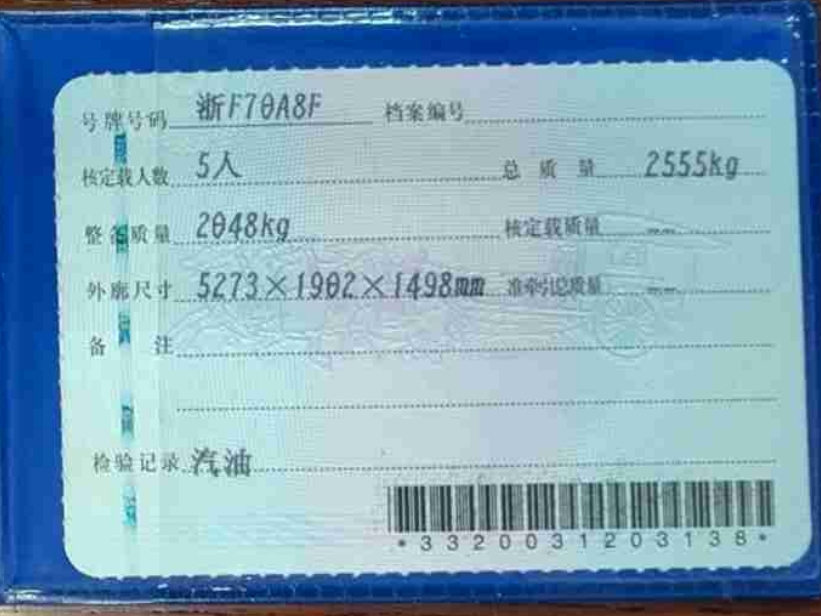 号牌号码 浙F70A8F 档案编号
核定载人数 5人 总质量 2555kg
整备质量 2048kg 核定载质量 --
外廓尺寸 5273×1902×1498mm 准牵引总质量 --
备注
检验记录 汽油
*3320031203138*